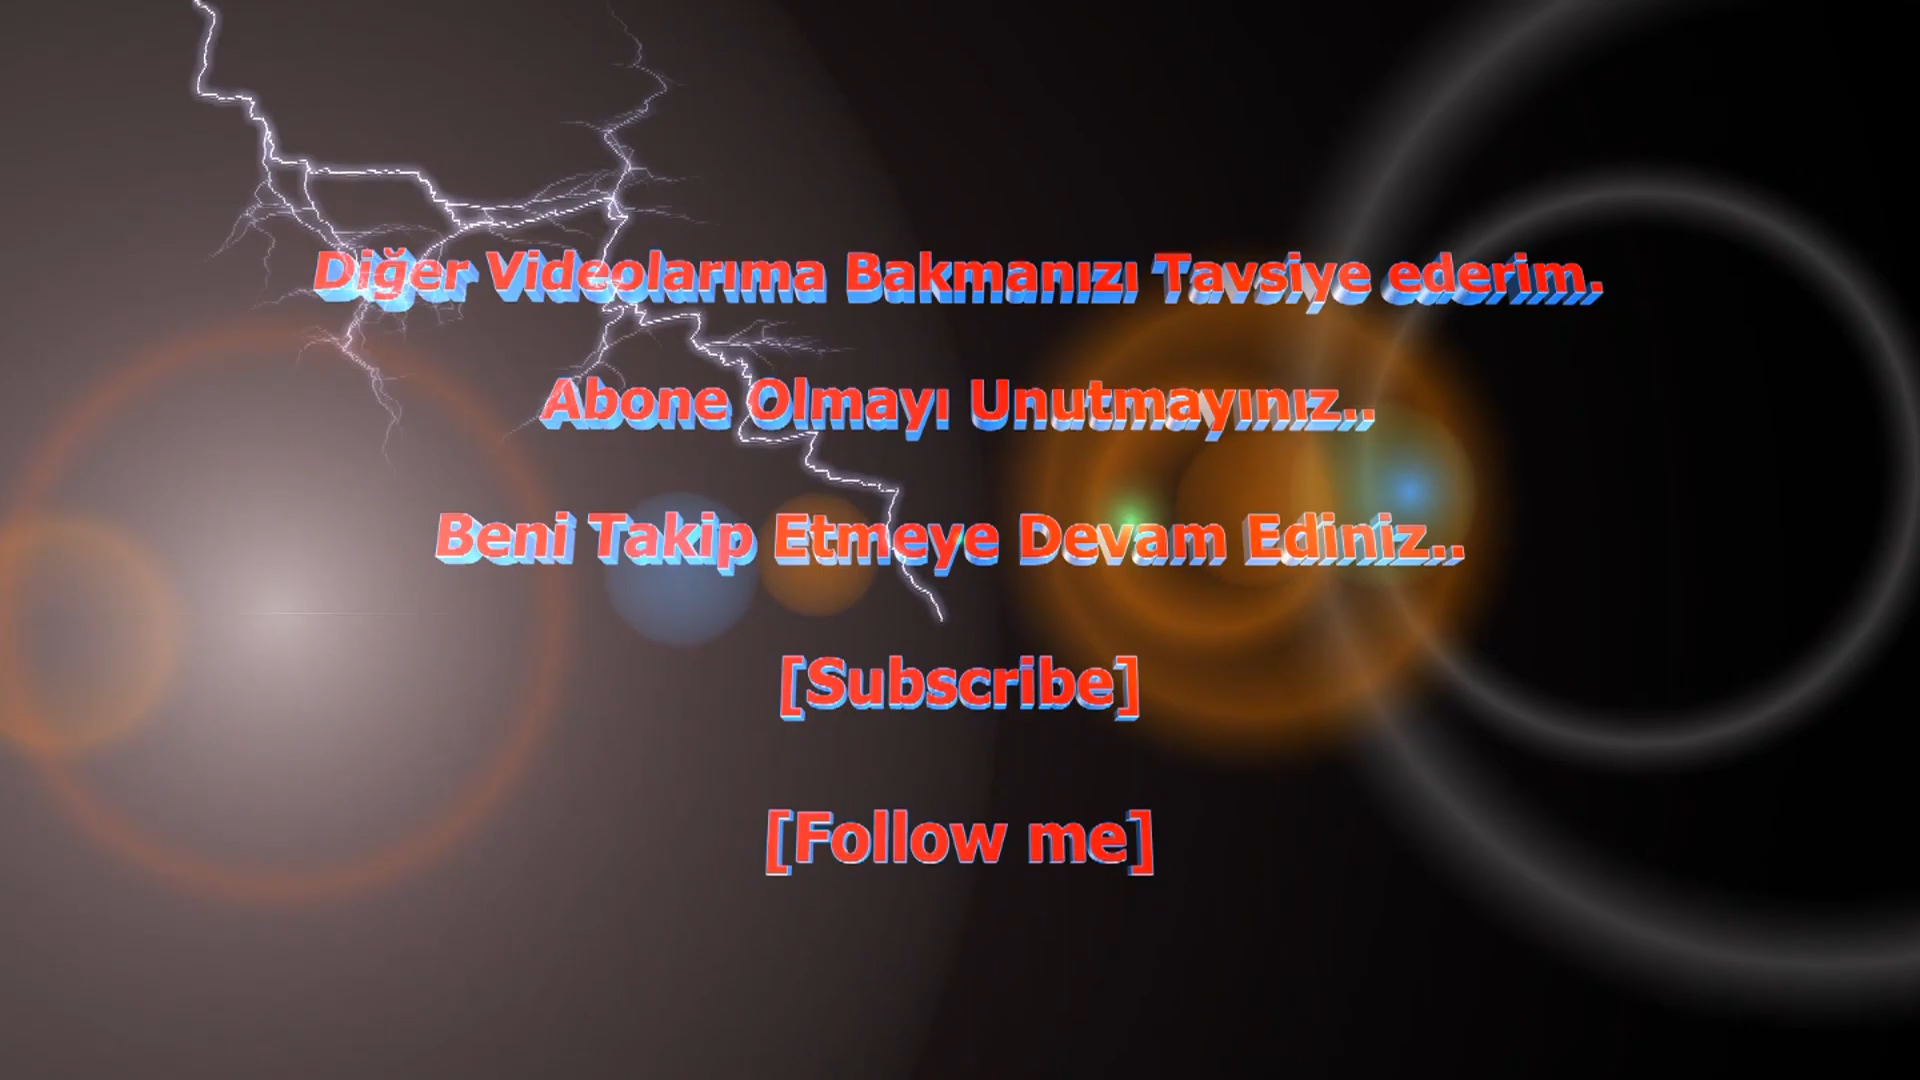 Diğer Videolarıma Bakmanızı Tavsiye ederim.
Abone Olmayı Unutmayınız..
Beni Takip Etmeye Devam Ediniz..
[Subscribe]
[Follow me]